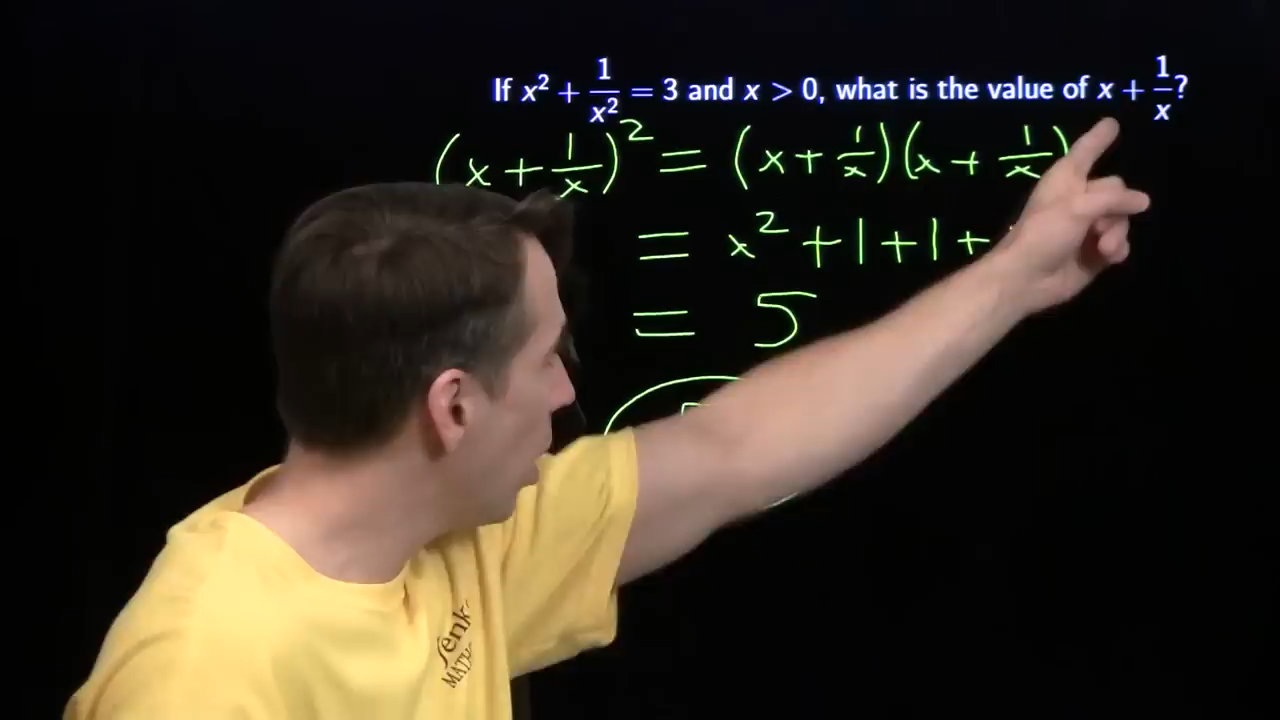 If x² + 1/x² = 3 and x > 0, what is the value of x + 1/x?
(x + 1/x)² = (x + 1/x)(x + 1/x)
= x² + 1 + 1 +
= 5
MATH